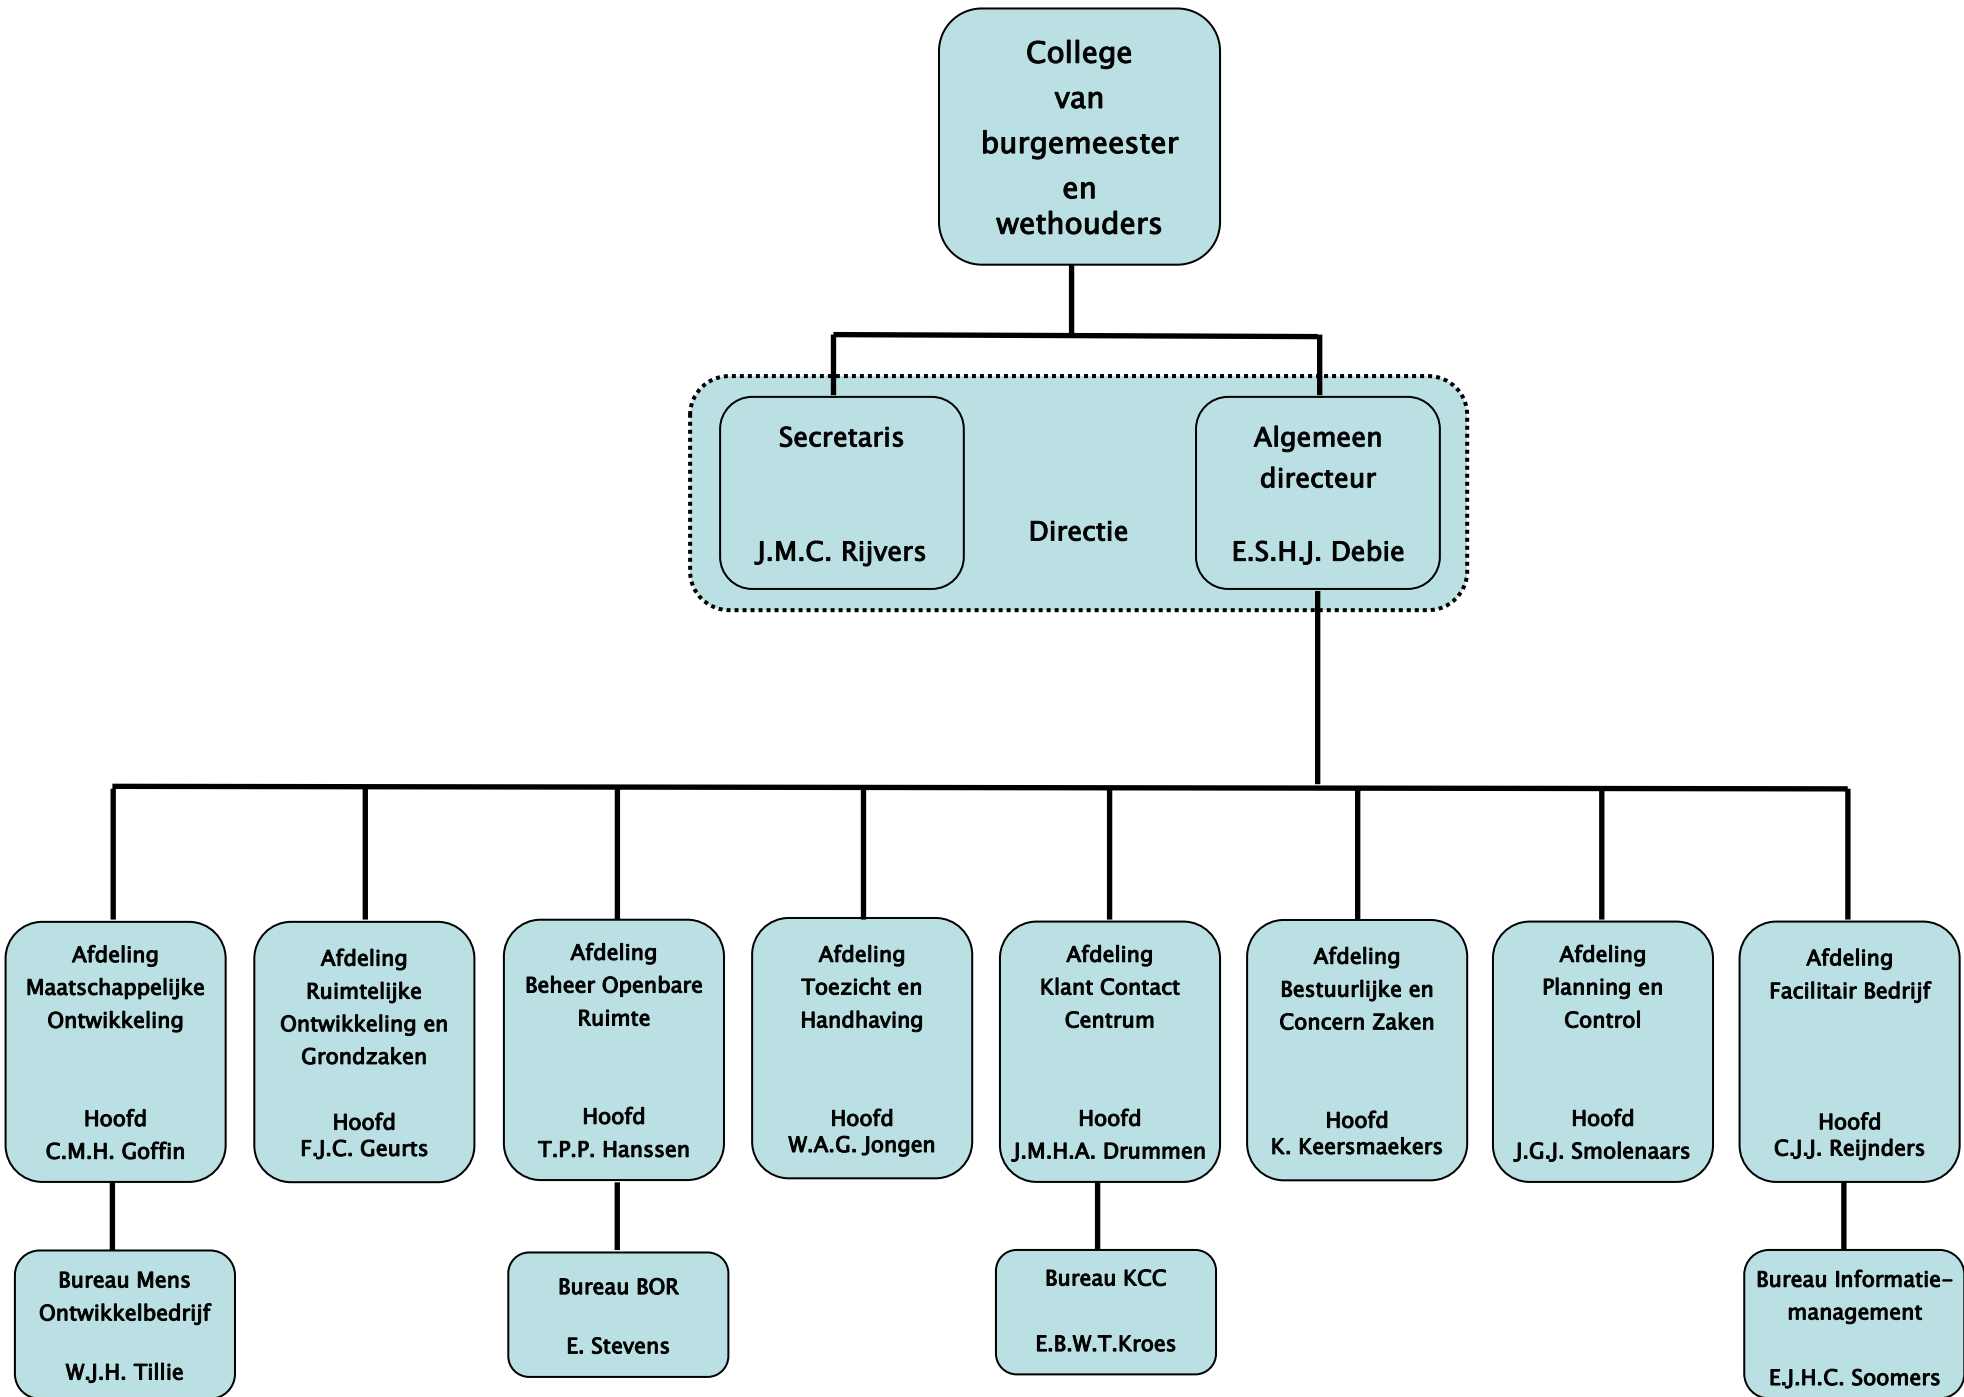 College
van
burgemeester
en
wethouders
Secretaris
J.M.C. Rijvers
Directie
Algemeen
directeur
E.S.H.J. Debie
Afdeling
Maatschappelijke
Ontwikkeling
Hoofd
C.M.H. Goffin
Afdeling
Ruimtelijke
Ontwikkeling en
Grondzaken
Hoofd
F.J.C. Geurts
Afdeling
Beheer Openbare
Ruimte
Hoofd
T.P.P. Hanssen
Afdeling
Toezicht en
Handhaving
Hoofd
W.A.G. Jongen
Afdeling
Klant Contact
Centrum
Hoofd
J.M.H.A. Drummen
Afdeling
Bestuurlijke en
Concern Zaken
Hoofd
K. Keersmaekers
Afdeling
Planning en
Control
Hoofd
J.G.J. Smolenaars
Afdeling
Facilitair Bedrijf
Hoofd
C.J.J. Reijnders
Bureau Mens
Ontwikkelbedrijf
W.J.H. Tillie
Bureau BOR
E. Stevens
Bureau KCC
E.B.W.T.Kroes
Bureau Informatie-
management
E.J.H.C. Soomers